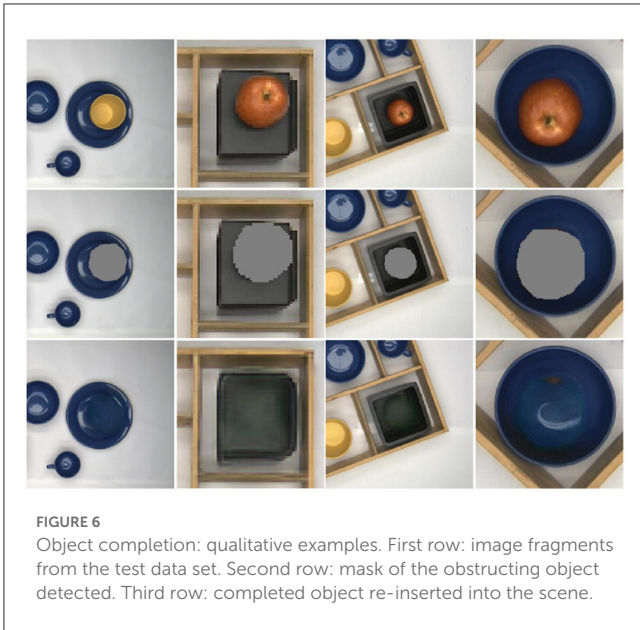 FIGURE 6
Object completion: qualitative examples. First row: image fragments
from the test data set. Second row: mask of the obstructing object
detected. Third row: completed object re-inserted into the scene.